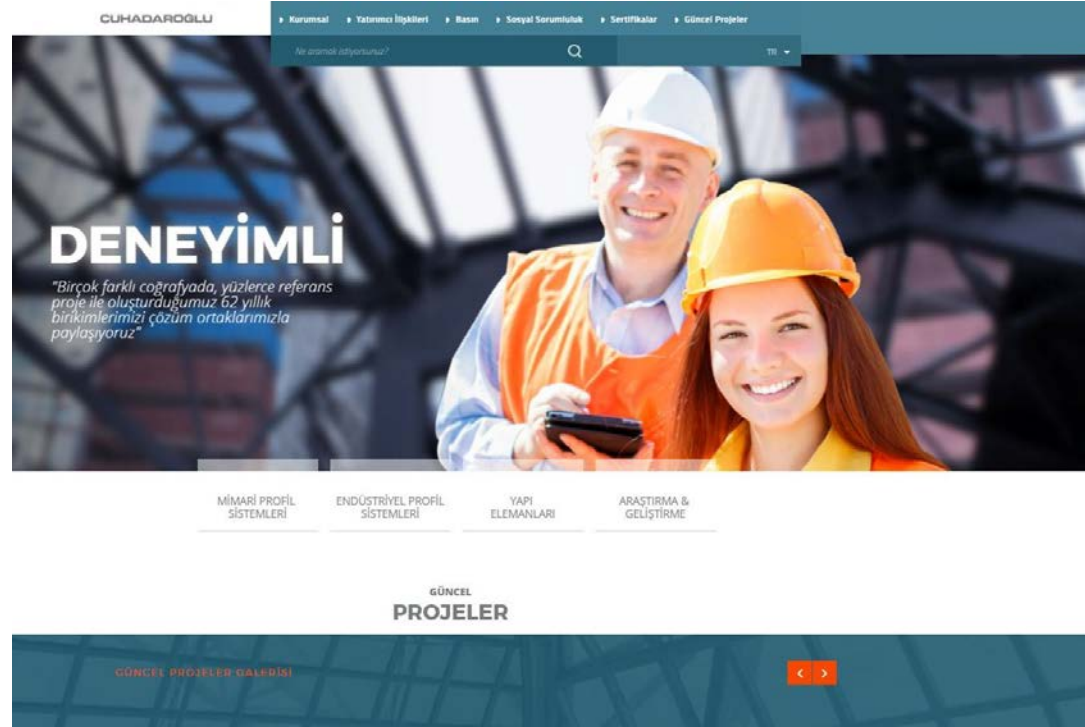 CUHADAROĞLU
Kurumsal
Yatırımcı İlişkileri
Basın
Sosyal Sorumluluk
Sertifikalar
Güncel Projeler
Ne aramak istiyorsunuz?
TR
DENEYİMLİ
"Birçok farklı coğrafyada, yüzlerce referans
proje ile oluşturduğumuz 62 yıllık
birikimlerimizi çözüm ortaklarımızla
paylaşıyoruz"
MİMARİ PROFİL
SİSTEMLERİ
ENDÜSTRİYEL PROFİL
SİSTEMLERİ
YAPI
ELEMANLARI
ARAŞTIRMA &
GELİŞTİRME
GÜNCEL
PROJELER
GÜNCEL PROJELER GALERİSİ